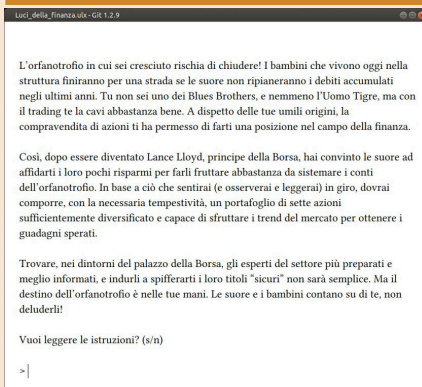 Luci_della_finanza.ulx - Git 1.2.9
L'orfanotrofio in cui sei cresciuto rischia di chiudere! I bambini che vivono oggi nella
struttura finiranno per una strada se le suore non ripianeranno i debiti accumulati
negli ultimi anni. Tu non sei uno dei Blues Brothers, e nemmeno l'Uomo Tigre, ma con
il trading te la cavi abbastanza bene. A dispetto delle tue umili origini, la
compravendita di azioni ti ha permesso di farti una posizione nel campo della finanza.
Così, dopo essere diventato Lance Lloyd, principe della Borsa, hai convinto le suore ad
affidarti i loro pochi risparmi per farli fruttare abbastanza da sistemare i conti
dell'orfanotrofio. In base a ciò che sentirai (e osserverai e leggerai) in giro, dovrai
comporre, con la necessaria tempestività, un portafoglio di sette azioni
sufficientemente diversificato e capace di sfruttare i trend del mercato per ottenere i
guadagni sperati.
Trovare, nei dintorni del palazzo della Borsa, gli esperti del settore più preparati e
meglio informati, e indurli a spifferarti i loro titoli "sicuri" non sarà semplice. Ma il
destino dell'orfanotrofio è nelle tue mani. Le suore e i bambini contano su di te, non
deluderli!
Vuoi leggere le istruzioni? (s/n)
>